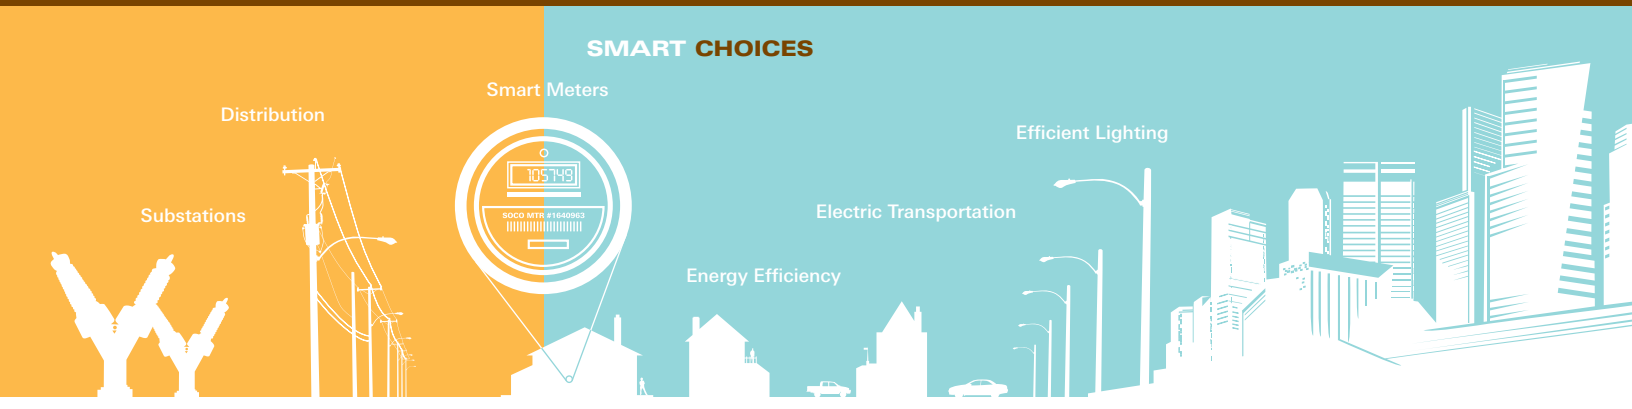 SMART CHOICES
Smart Meters
Distribution
Efficient Lighting
105749
Substations
SOCO MTR #1640963
Electric Transportation
Energy Efficiency